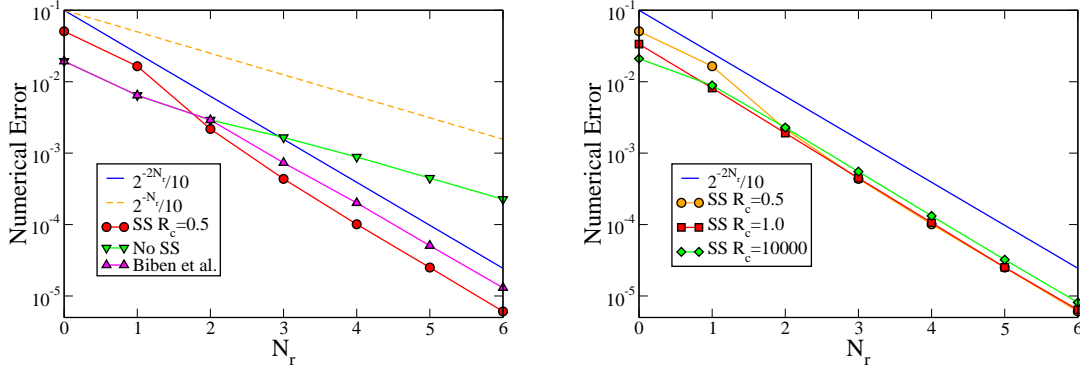 10^-1
10^-2
10^-3
10^-4
10^-5
Numerical Error
2^-2N_r/10
2^-N_r/10
SS R_c=0.5
No SS
Biben et al.
0 1 2 3 4 5 6
N_r
10^-1
10^-2
10^-3
10^-4
10^-5
Numerical Error
2^-2N_r/10
SS R_c=0.5
SS R_c=1.0
SS R_c=10000
0 1 2 3 4 5 6
N_r